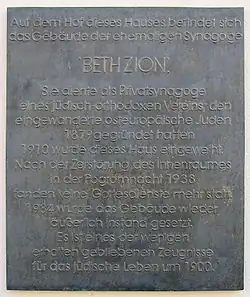 Auf dem Hof dieses Hauses befindet sich
das Gebäude der ehemaligen Synagoge
"BETH ZION".
Sie diente als Privatsynagoge
eines jüdisch-orthodoxen Vereins, den
eingewanderte osteuropäische Juden
1879 gegründet hatten.
1910 wurde dieses Haus eingeweiht.
Nach der Zerstörung des Innenraumes
in der Pogromnacht 1938
fanden keine Gottesdienste mehr statt.
1984 wurde das Gebäude wieder
äußerlich instand gesetzt.
Es ist eines der wenigen
erhalten gebliebenen Zeugnisse
für das jüdische Leben um 1900.